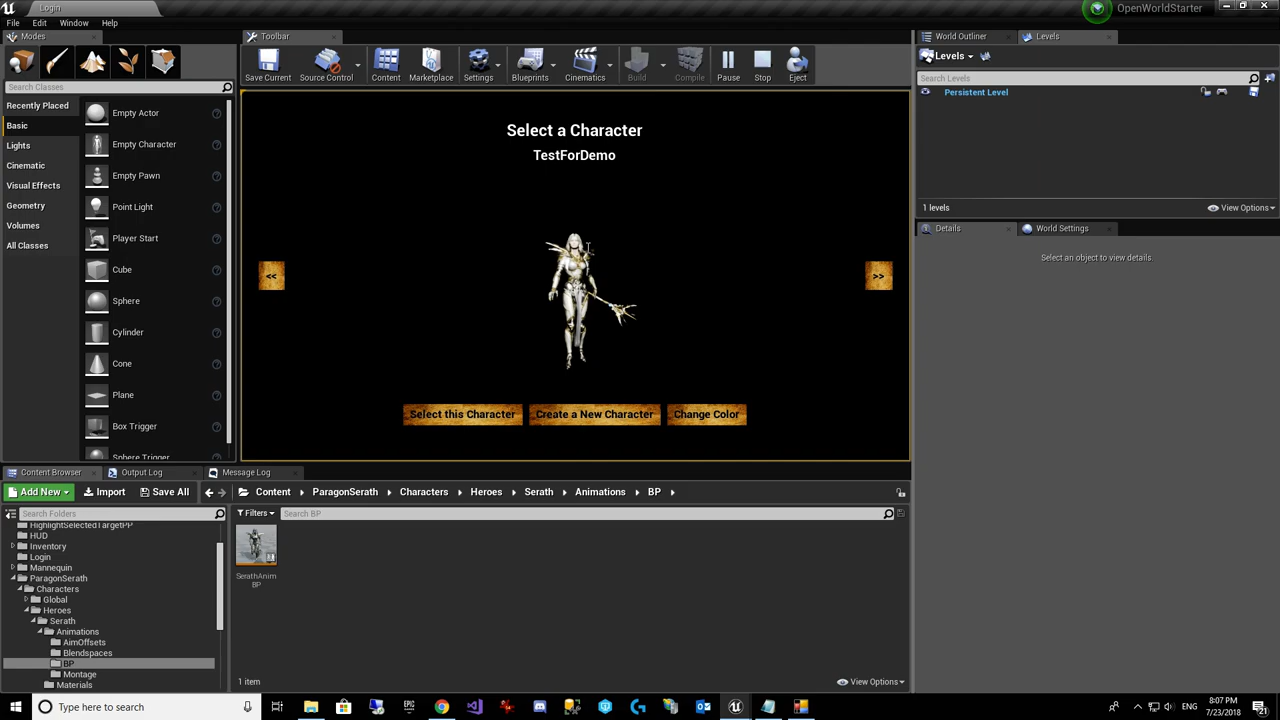 Login
OpenWorldStarter
File Edit Window Help
Modes
Toolbar
World Outliner
Levels
Save Current
Source Control
Content
Marketplace
Settings
Blueprints
Cinematics
Build
Compile
Pause
Stop
Eject
Levels
Search Classes
Search Levels
Persistent Level
Recently Placed
Basic
Lights
Cinematic
Visual Effects
Geometry
Volumes
All Classes
Empty Actor
Empty Character
Empty Pawn
Point Light
Player Start
Cube
Sphere
Cylinder
Cone
Plane
Box Trigger
Sphere Trigger
Select a Character
TestForDemo
<<
>>
Select this Character
Create a New Character
Change Color
1 levels
View Options
Details
World Settings
Select an object to view details.
Content Browser
Output Log
Message Log
Add New
Import
Save All
Content
ParagonSerath
Characters
Heroes
Serath
Animations
BP
Search Folders
Filters
Search BP
HighlightSelectedTargetPP
HUD
Inventory
Login
Mannequin
ParagonSerath
Characters
Global
Heroes
Serath
Animations
AimOffsets
Blendspaces
BP
Montage
Materials
SerathAnim
BP
1 item
View Options
Type here to search
EPIC
8:07 PM
7/23/2018
21